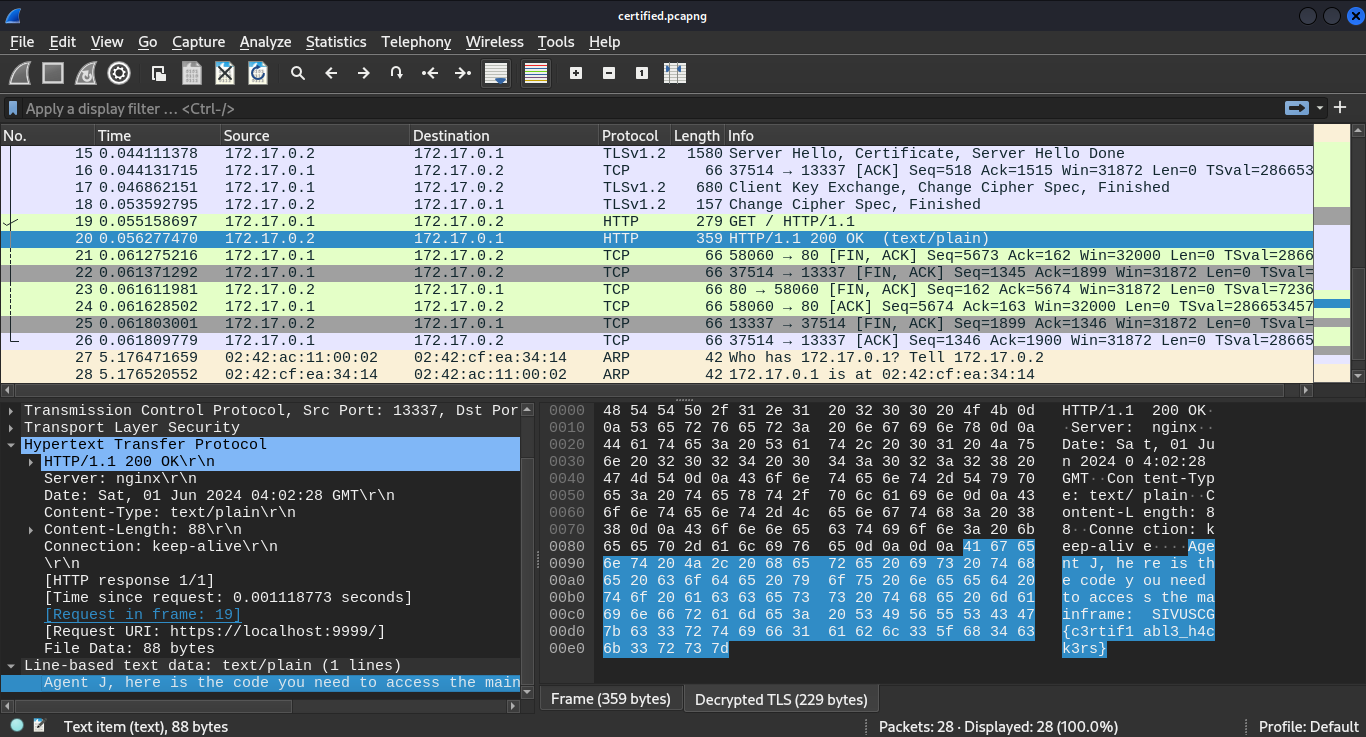 certified.pcapng
File Edit View Go Capture Analyze Statistics Telephony Wireless Tools Help
Apply a display filter … <Ctrl-/>
No. Time Source Destination Protocol Length Info
15 0.044111378 172.17.0.2 172.17.0.1 TLSv1.2 1580 Server Hello, Certificate, Server Hello Done
16 0.044131715 172.17.0.1 172.17.0.2 TCP 66 37514 → 13337 [ACK] Seq=518 Ack=1515 Win=31872 Len=0 TSval=286653
17 0.046862151 172.17.0.1 172.17.0.2 TLSv1.2 680 Client Key Exchange, Change Cipher Spec, Finished
18 0.053592795 172.17.0.2 172.17.0.1 TLSv1.2 157 Change Cipher Spec, Finished
19 0.055158697 172.17.0.1 172.17.0.2 HTTP 279 GET / HTTP/1.1
20 0.056277470 172.17.0.2 172.17.0.1 HTTP 359 HTTP/1.1 200 OK (text/plain)
21 0.061275216 172.17.0.1 172.17.0.2 TCP 66 58060 → 80 [FIN, ACK] Seq=5673 Ack=162 Win=32000 Len=0 TSval=2866
22 0.061371292 172.17.0.1 172.17.0.2 TCP 66 37514 → 13337 [FIN, ACK] Seq=1345 Ack=1899 Win=31872 Len=0 TSval=
23 0.061611981 172.17.0.2 172.17.0.1 TCP 66 80 → 58060 [FIN, ACK] Seq=162 Ack=5674 Win=31872 Len=0 TSval=7236
24 0.061628502 172.17.0.1 172.17.0.2 TCP 66 58060 → 80 [ACK] Seq=5674 Ack=163 Win=32000 Len=0 TSval=286653457
25 0.061803001 172.17.0.2 172.17.0.1 TCP 66 13337 → 37514 [FIN, ACK] Seq=1899 Ack=1346 Win=31872 Len=0 TSval=
26 0.061809779 172.17.0.1 172.17.0.2 TCP 66 37514 → 13337 [ACK] Seq=1346 Ack=1900 Win=31872 Len=0 TSval=28665
27 5.176471659 02:42:ac:11:00:02 02:42:cf:ea:34:14 ARP 42 Who has 172.17.0.1? Tell 172.17.0.2
28 5.176520552 02:42:cf:ea:34:14 02:42:ac:11:00:02 ARP 42 172.17.0.1 is at 02:42:cf:ea:34:14
Transmission Control Protocol, Src Port: 13337, Dst Por
Transport Layer Security
Hypertext Transfer Protocol
HTTP/1.1 200 OK\r\n
Server: nginx\r\n
Date: Sat, 01 Jun 2024 04:02:28 GMT\r\n
Content-Type: text/plain\r\n
Content-Length: 88\r\n
Connection: keep-alive\r\n
\r\n
[HTTP response 1/1]
[Time since request: 0.001118773 seconds]
[Request in frame: 19]
[Request URI: https://localhost:9999/]
File Data: 88 bytes
Line-based text data: text/plain (1 lines)
Agent J, here is the code you need to access the main
0000 48 54 54 50 2f 31 2e 31 20 32 30 30 20 4f 4b 0d HTTP/1.1 200 OK·
0010 0a 53 65 72 76 65 72 3a 20 6e 67 69 6e 78 0d 0a ·Server: nginx··
0020 44 61 74 65 3a 20 53 61 74 2c 20 30 31 20 4a 75 Date: Sa t, 01 Ju
0030 6e 20 32 30 32 34 20 30 34 3a 30 32 3a 32 38 20 n 2024 0 4:02:28
0040 47 4d 54 0d 0a 43 6f 6e 74 65 6e 74 2d 54 79 70 GMT··Con tent-Typ
0050 65 3a 20 74 65 78 74 2f 70 6c 61 69 6e 0d 0a 43 e: text/ plain··C
0060 6f 6e 74 65 6e 74 2d 4c 65 6e 67 74 68 3a 20 38 ontent-L ength: 8
0070 38 0d 0a 43 6f 6e 6e 65 63 74 69 6f 6e 3a 20 6b 8··Conne ction: k
0080 65 65 70 2d 61 6c 69 76 65 0d 0a 0d 0a 41 67 65 eep-aliv e····Age
0090 6e 74 20 4a 2c 20 68 65 72 65 20 69 73 20 74 68 nt J, he re is th
00a0 65 20 63 6f 64 65 20 79 6f 75 20 6e 65 65 64 20 e code y ou need
00b0 74 6f 20 61 63 63 65 73 73 20 74 68 65 20 6d 61 to acces s the ma
00c0 69 6e 66 72 61 6d 65 3a 20 53 49 56 55 53 43 47 inframe: SIVUSCG
00d0 7b 63 33 72 74 69 66 31 61 62 6c 33 5f 68 34 63 {c3rtif1 abl3_h4c
00e0 6b 33 72 73 7d k3rs}
Frame (359 bytes) Decrypted TLS (229 bytes)
Text item (text), 88 bytes Packets: 28 · Displayed: 28 (100.0%) Profile: Default